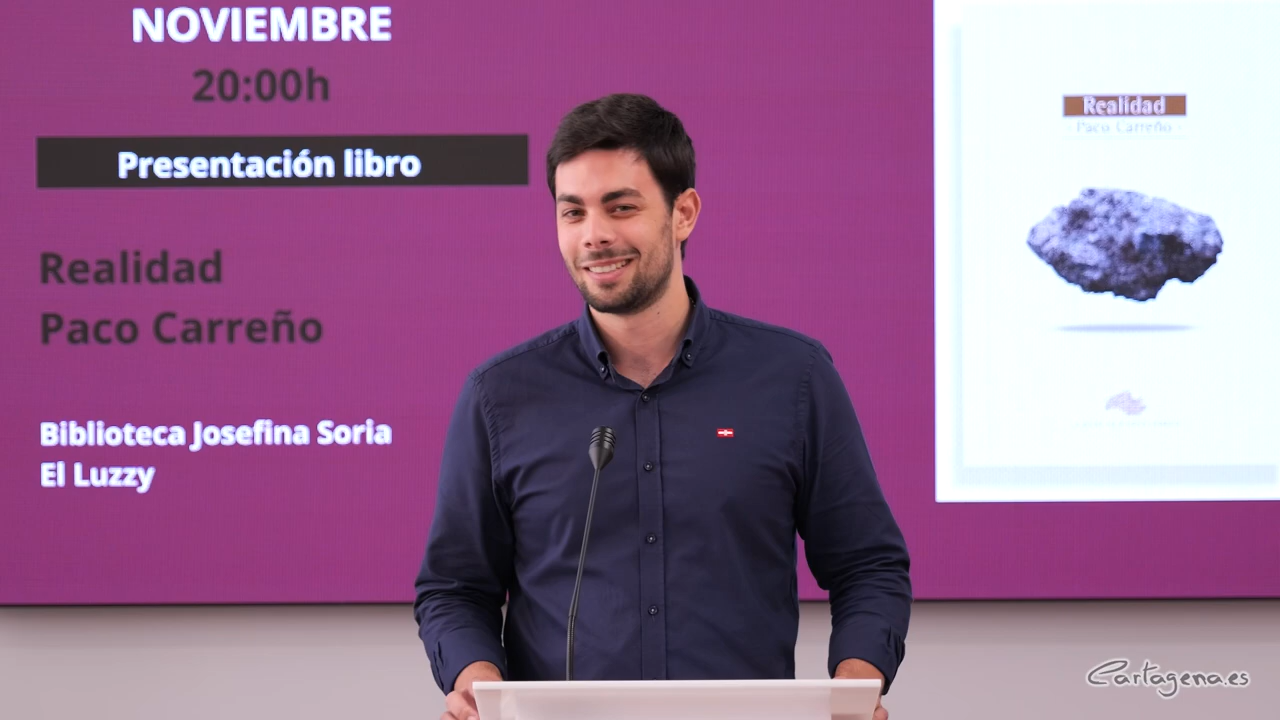 NOVIEMBRE
20:00h
Presentación libro
Realidad
Paco Carreño
Biblioteca Josefina Soria
El Luzzy
Realidad
Paco Carreño
Cartagena.es